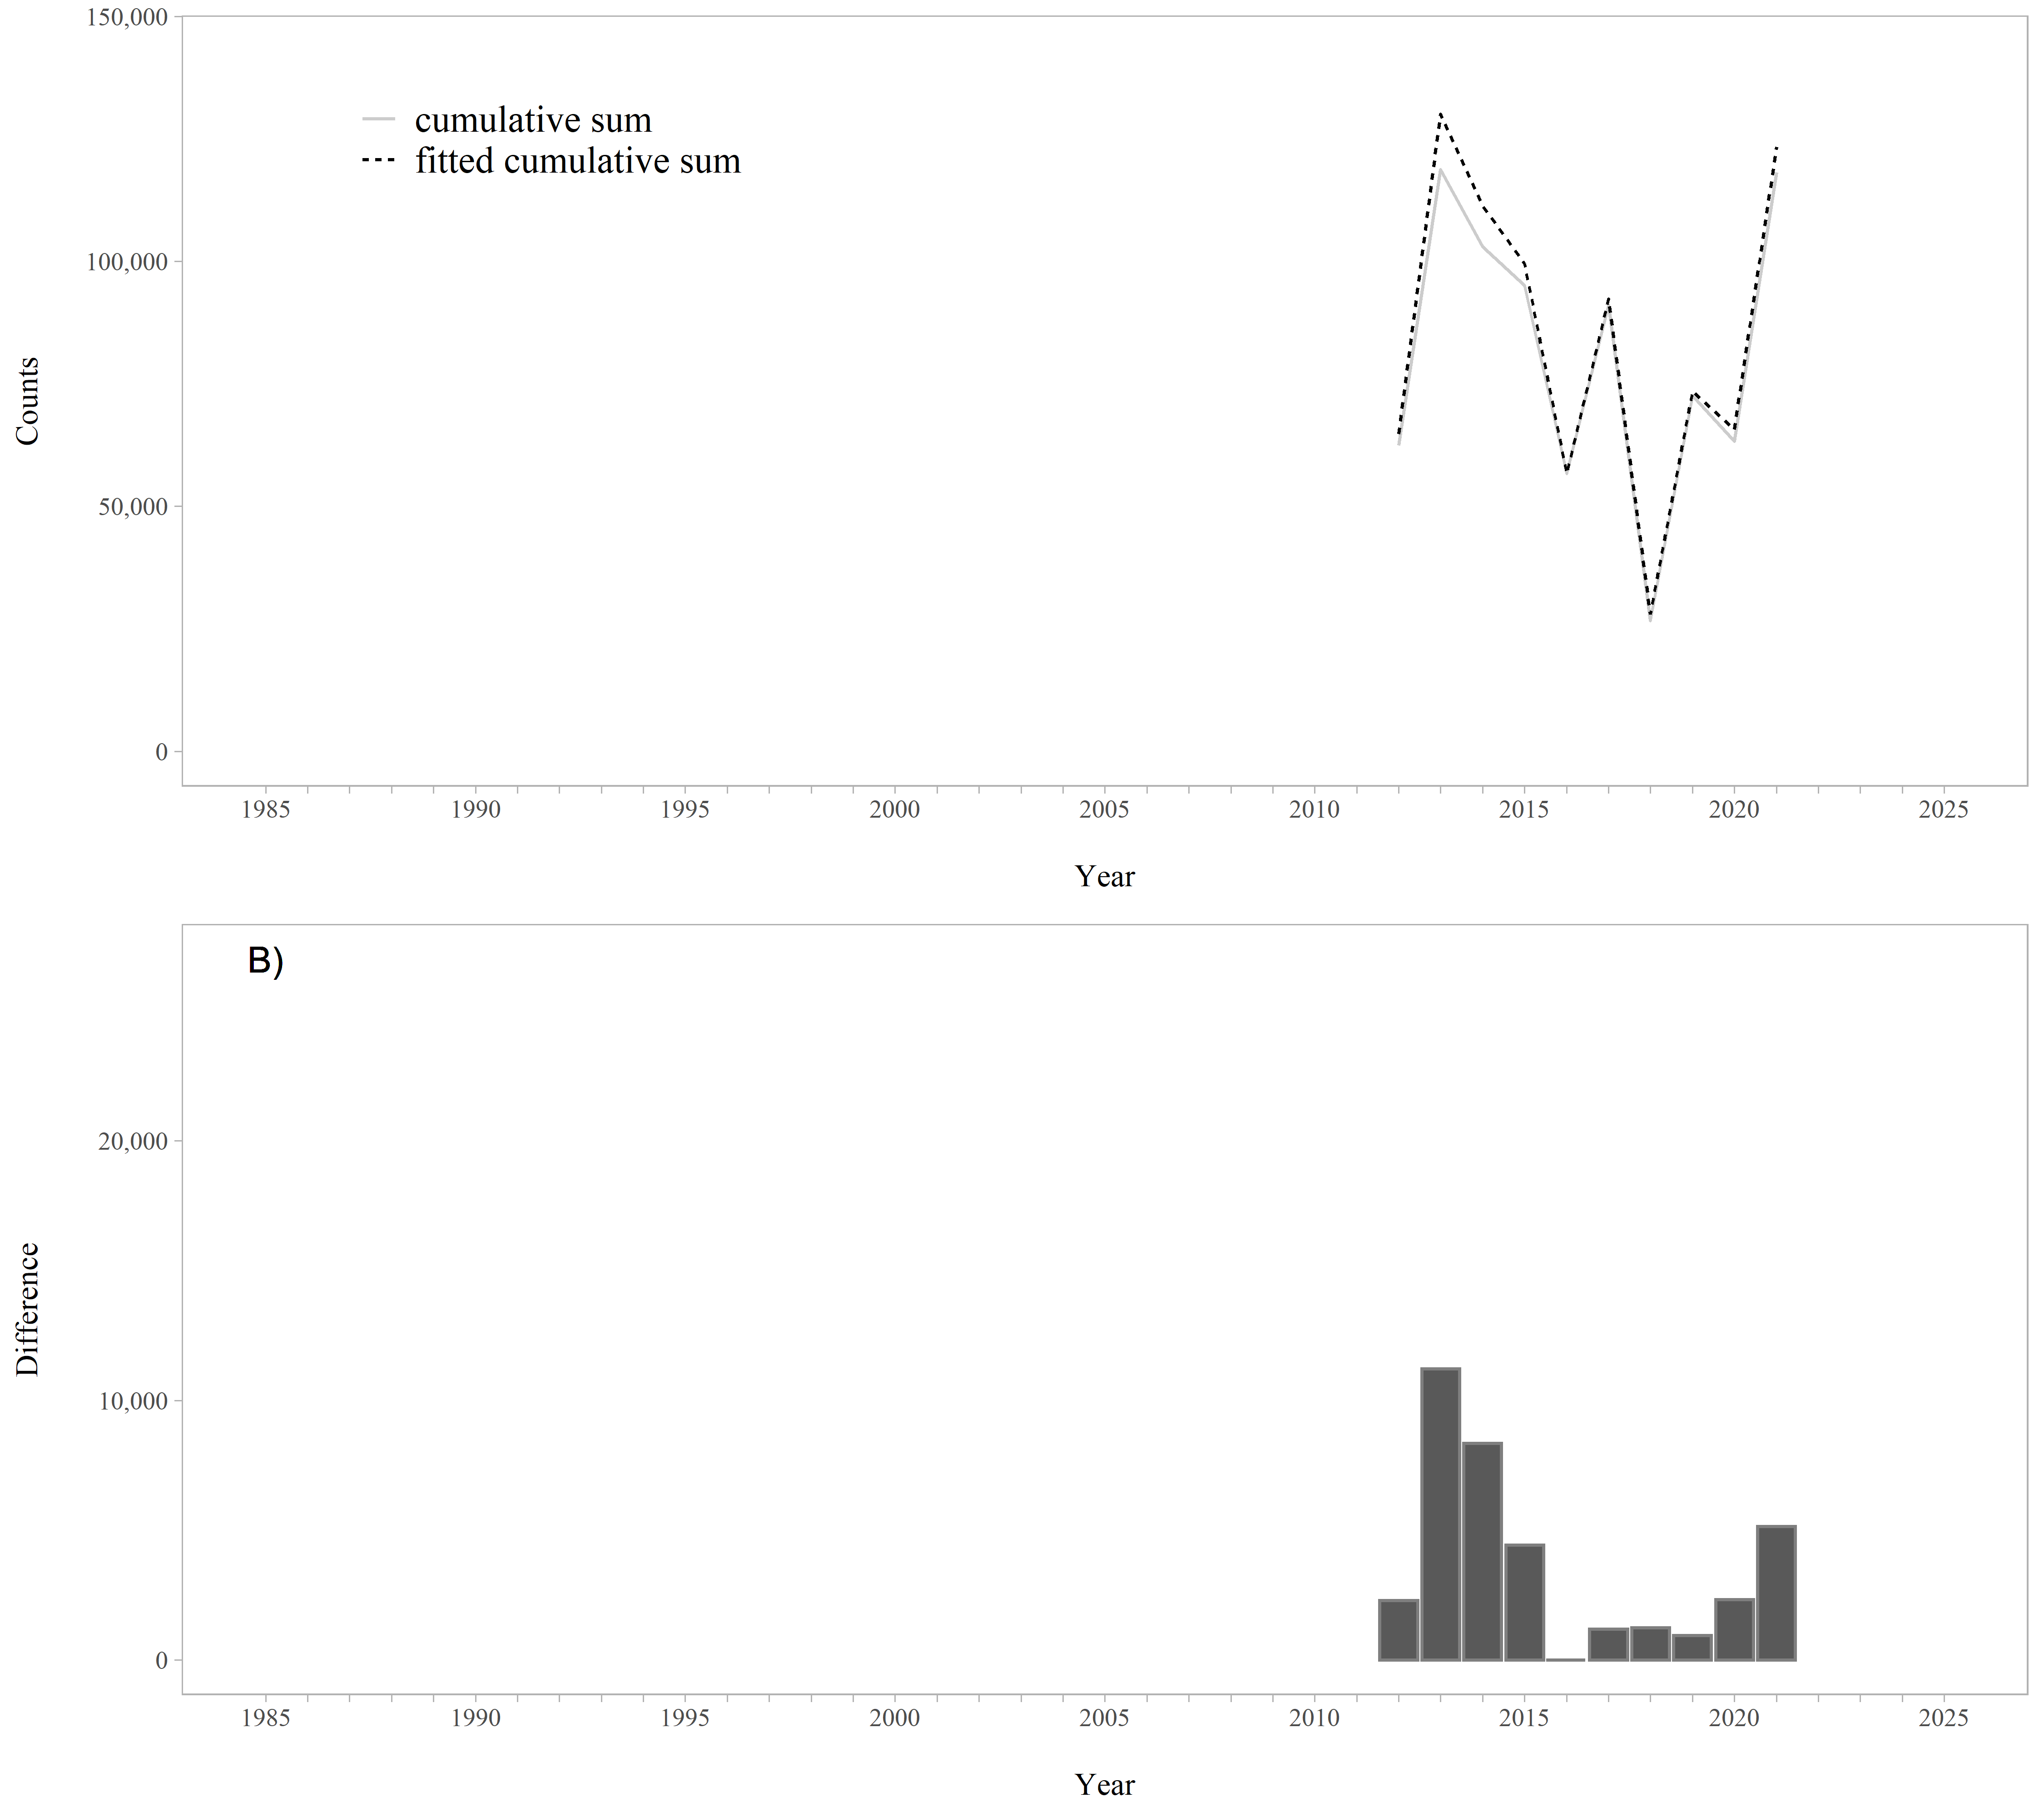 150,000
cumulative sum
fitted cumulative sum
100,000
Counts
50,000
0
1985 1990 1995 2000 2005 2010 2015 2020 2025
Year
B)
20,000
Difference
10,000
0
1985 1990 1995 2000 2005 2010 2015 2020 2025
Year